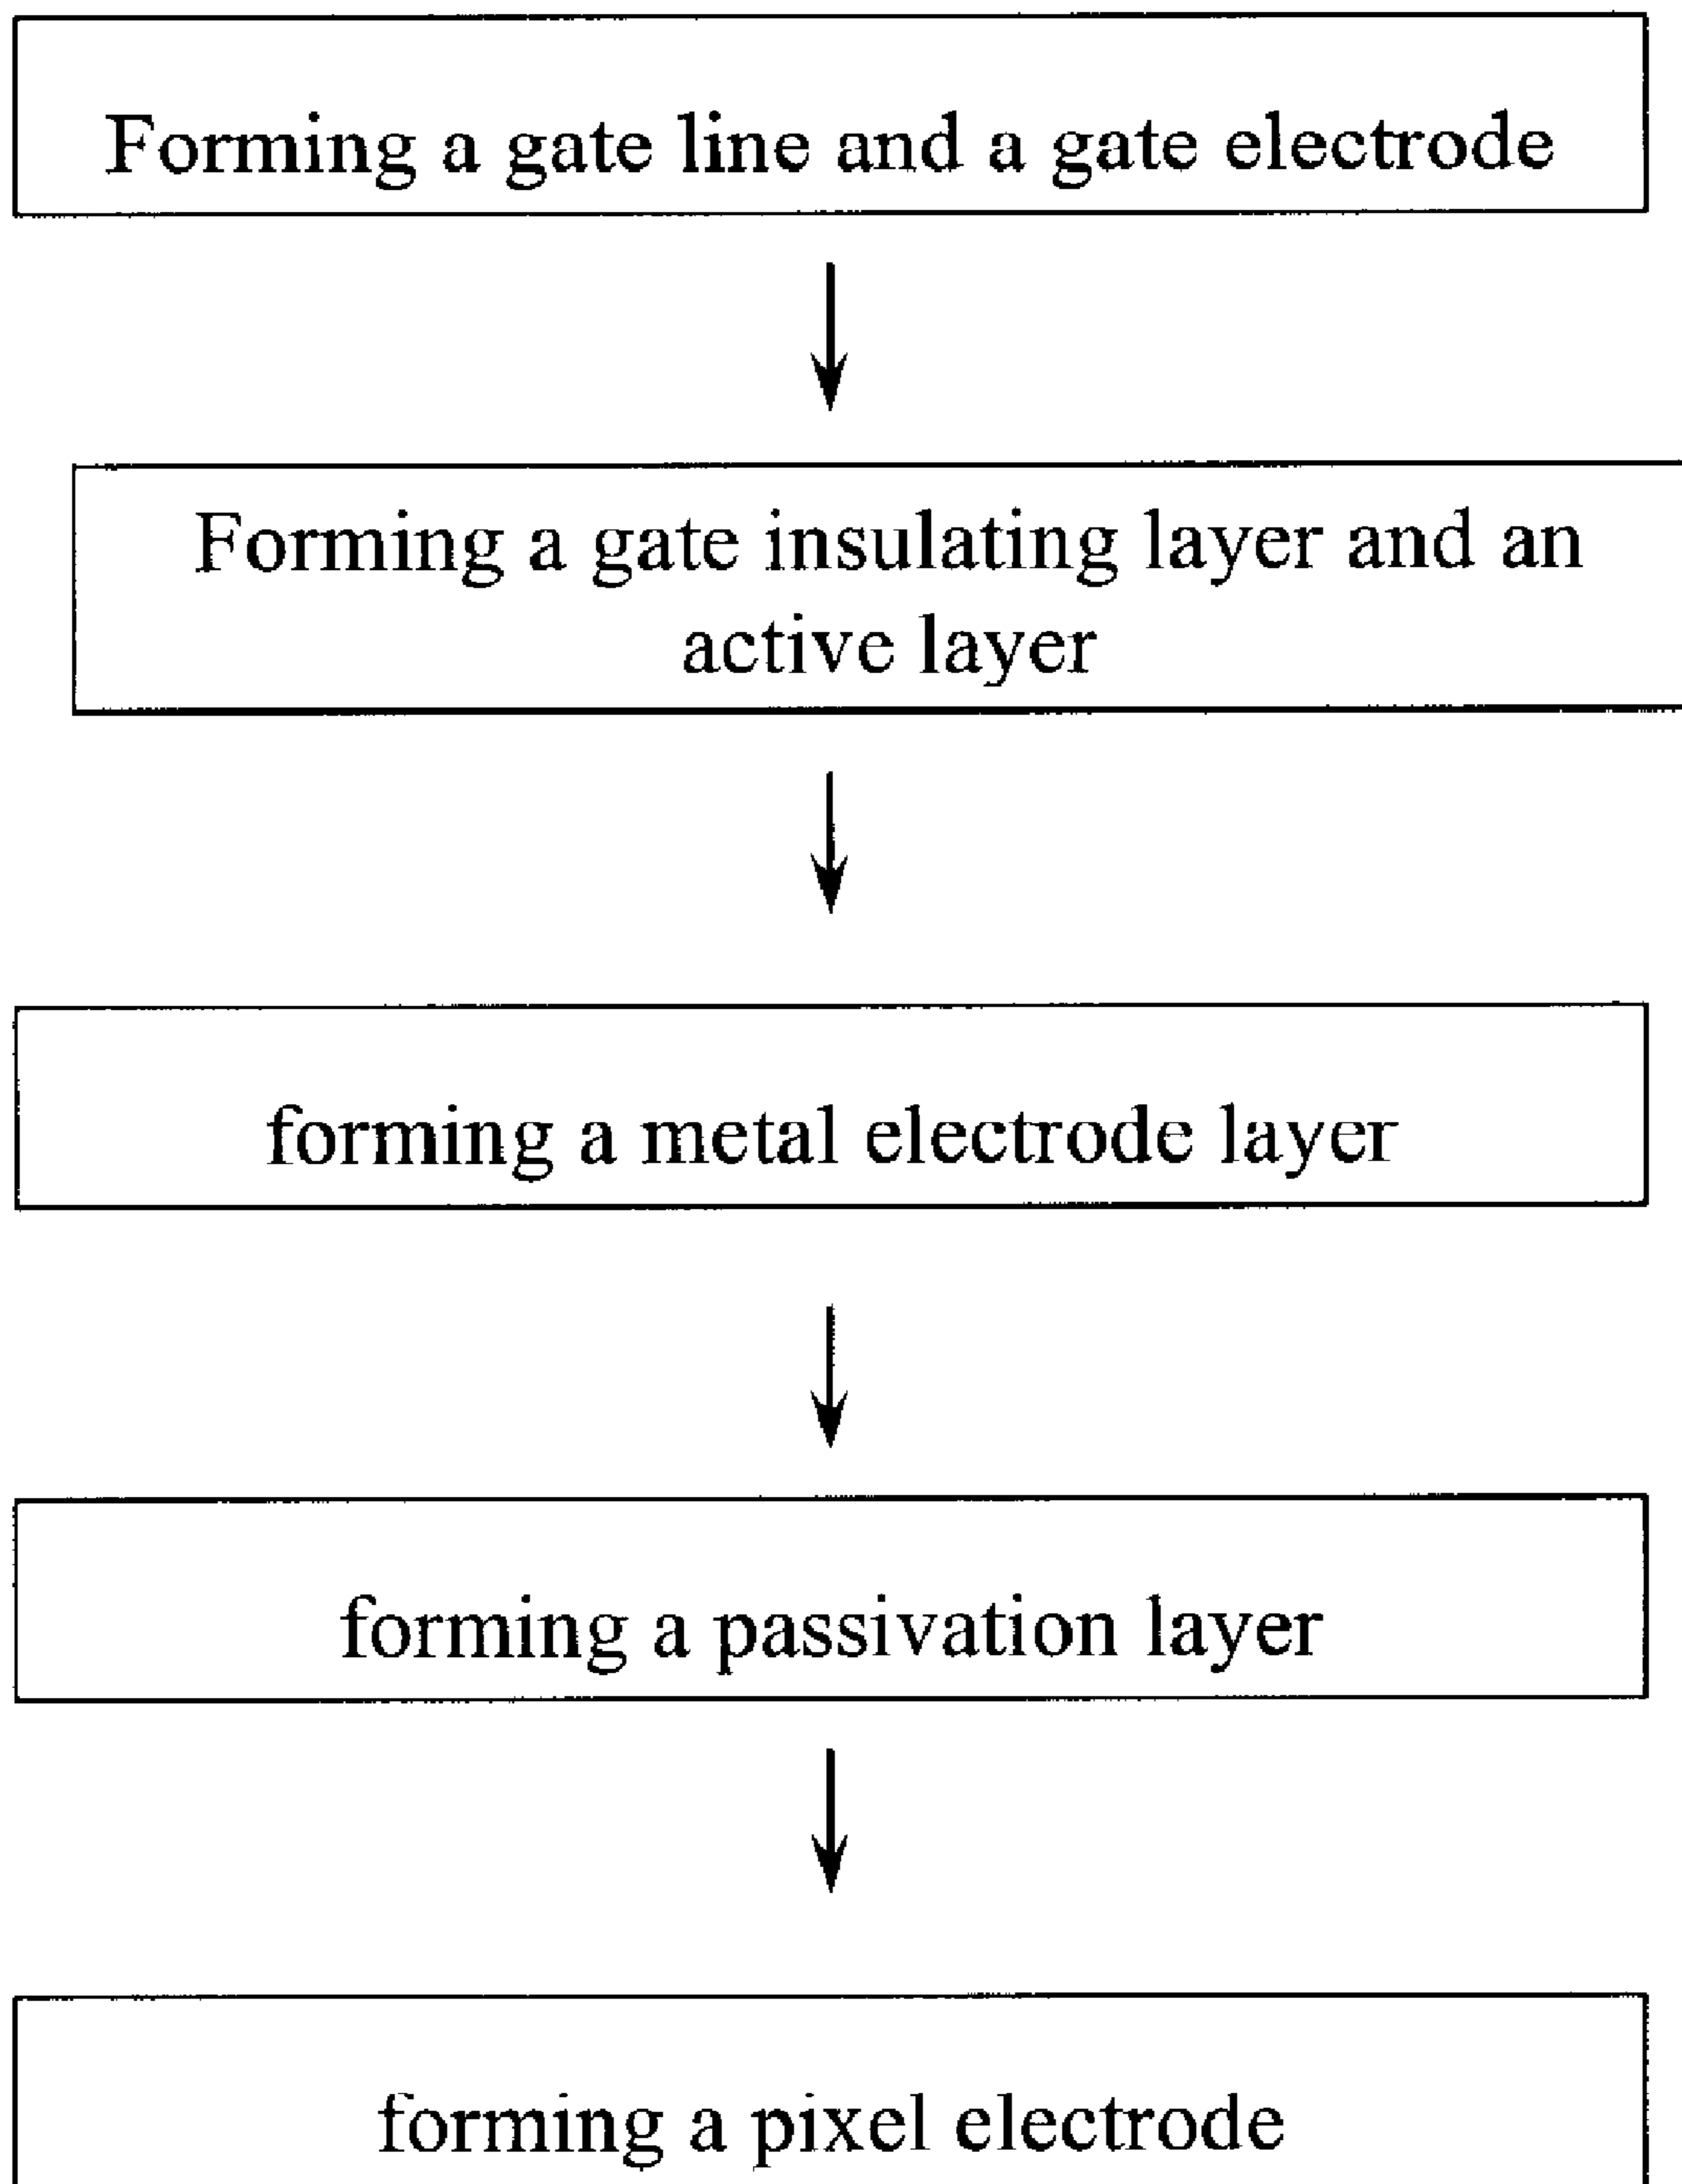 Forming a gate line and a gate electrode
Forming a gate insulating layer and an
active layer
forming a metal electrode layer
forming a passivation layer
forming a pixel electrode